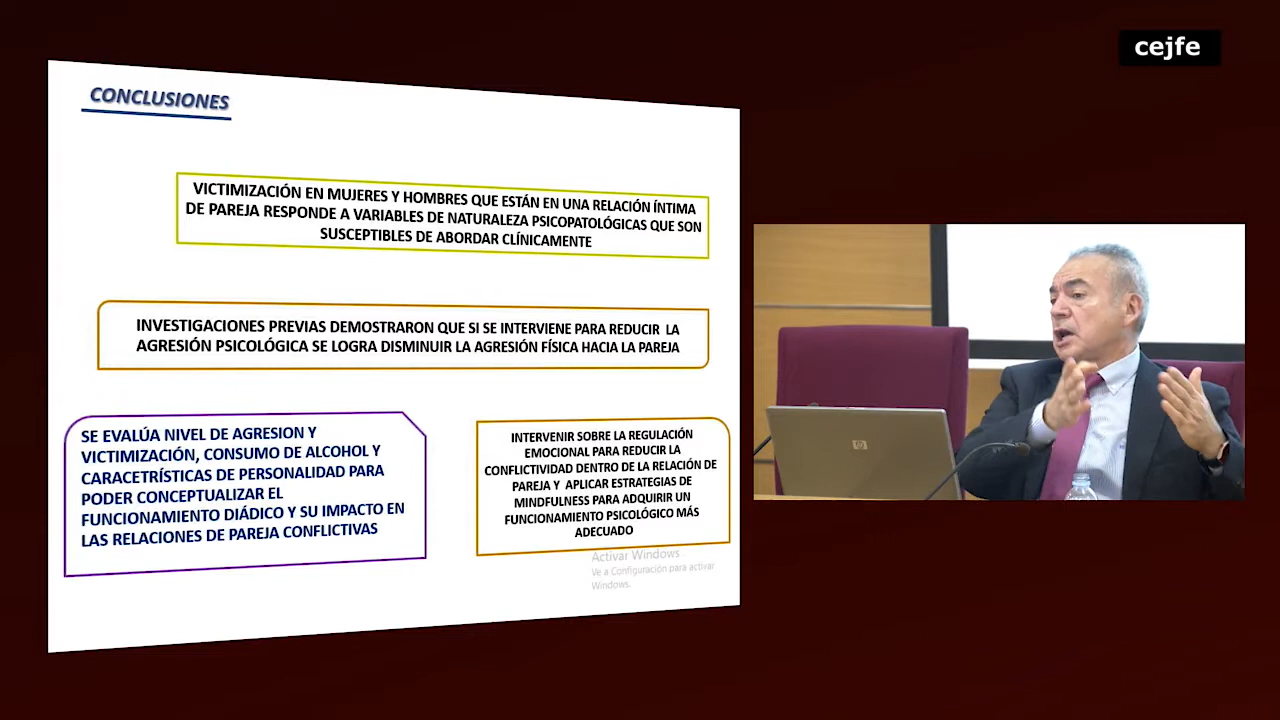 cejfe
CONCLUSIONES
VICTIMIZACIÓN EN MUJERES Y HOMBRES QUE ESTÁN EN UNA RELACIÓN ÍNTIMA
DE PAREJA RESPONDE A VARIABLES DE NATURALEZA PSICOPATOLÓGICAS QUE SON
SUSCEPTIBLES DE ABORDAR CLÍNICAMENTE
INVESTIGACIONES PREVIAS DEMOSTRARON QUE SI SE INTERVIENE PARA REDUCIR LA
AGRESIÓN PSICOLÓGICA SE LOGRA DISMINUIR LA AGRESIÓN FÍSICA HACIA LA PAREJA
SE EVALÚA NIVEL DE AGRESION Y
VICTIMIZACIÓN, CONSUMO DE ALCOHOL Y
CARACETRÍSTICAS DE PERSONALIDAD PARA
PODER CONCEPTUALIZAR EL
FUNCIONAMIENTO DIÁDICO Y SU IMPACTO EN
LAS RELACIONES DE PAREJA CONFLICTIVAS
INTERVENIR SOBRE LA REGULACIÓN
EMOCIONAL PARA REDUCIR LA
CONFLICTIVIDAD DENTRO DE LA RELACIÓN DE
PAREJA Y APLICAR ESTRATEGIAS DE
MINDFULNESS PARA ADQUIRIR UN
FUNCIONAMIENTO PSICOLÓGICO MÁS
ADECUADO
Activar Windows
Ve a Configuración para activar
Windows.
hp